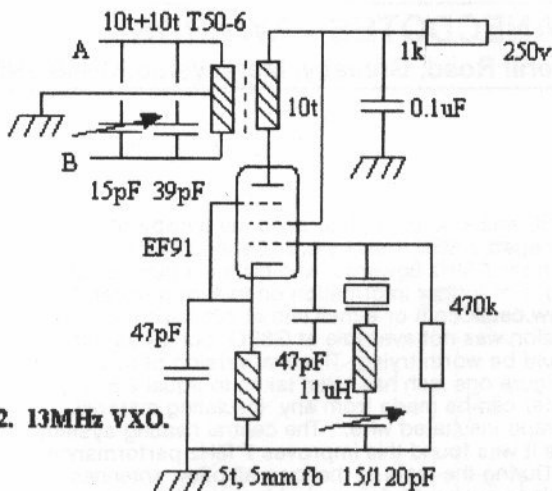 10t+10t T50-6
A
1k
250v
10t
0.1uF
B
15pF 39pF
EF91
470k
47pF
47pF
1uH
2. 13MHz VXO.
5t, 5mm fb
15/120pF